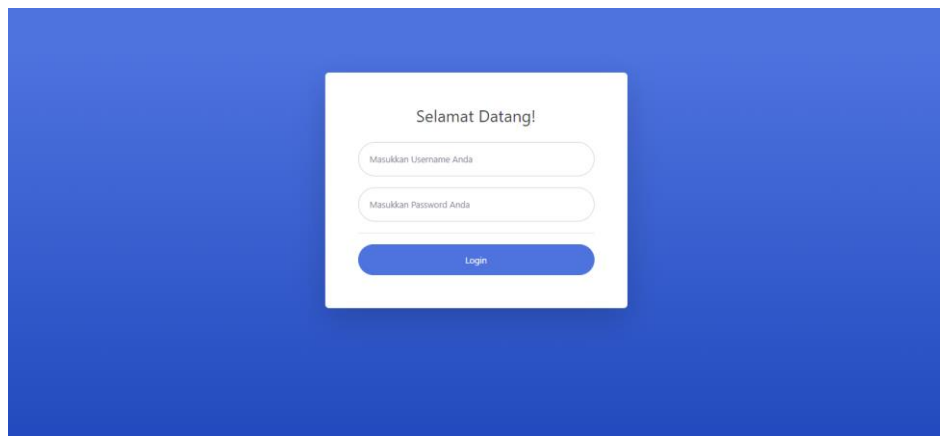 Selamat Datang!
Masukkan Username Anda
Masukkan Password Anda
Login